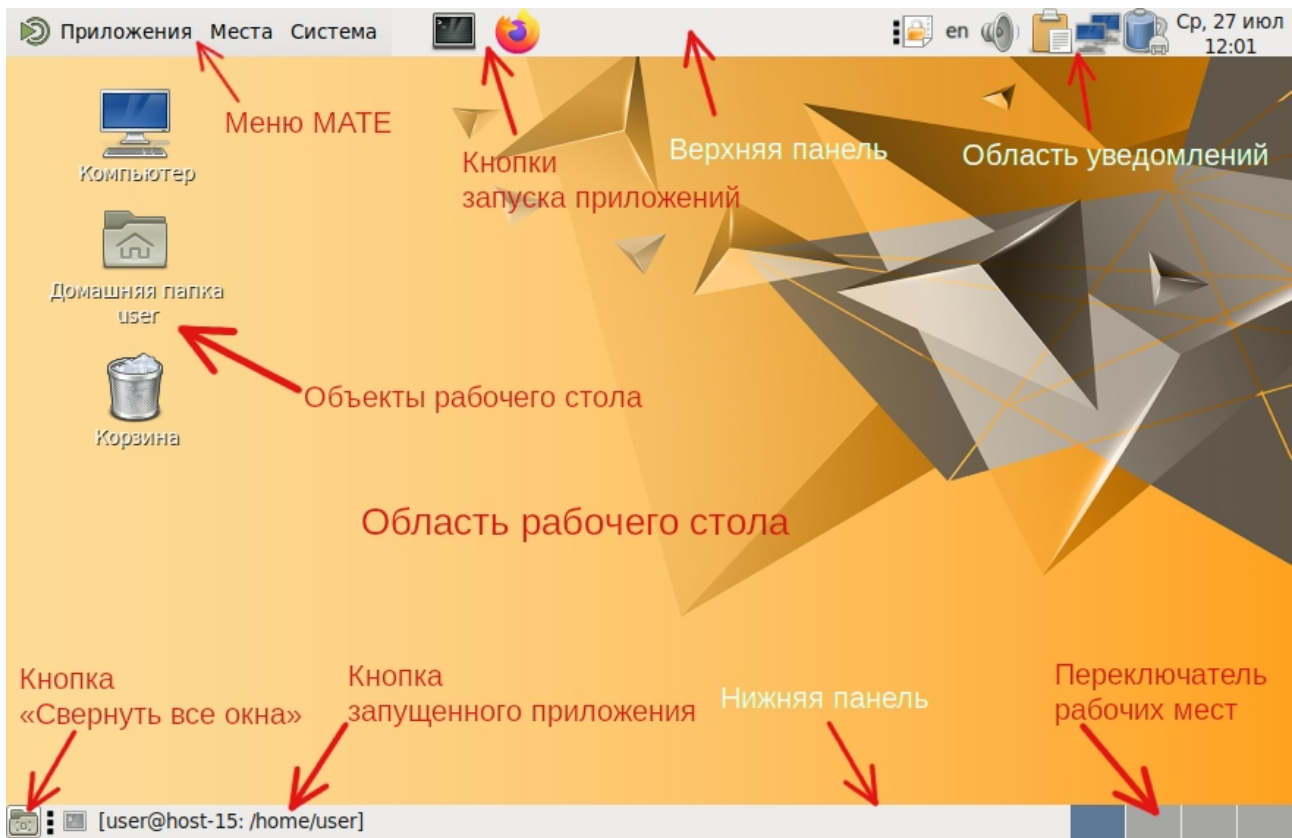 Приложения Места Система
en
Ср, 27 июл
12:01
Компьютер
Меню MATE
Кнопки
запуска приложений
Верхняя панель
Область уведомлений
Домашняя папка
user
Объекты рабочего стола
Корзина
Область рабочего стола
Кнопка
«Свернуть все окна»
Кнопка
запущенного приложения
Нижняя панель
Переключатель
рабочих мест
[user@host-15: /home/user]